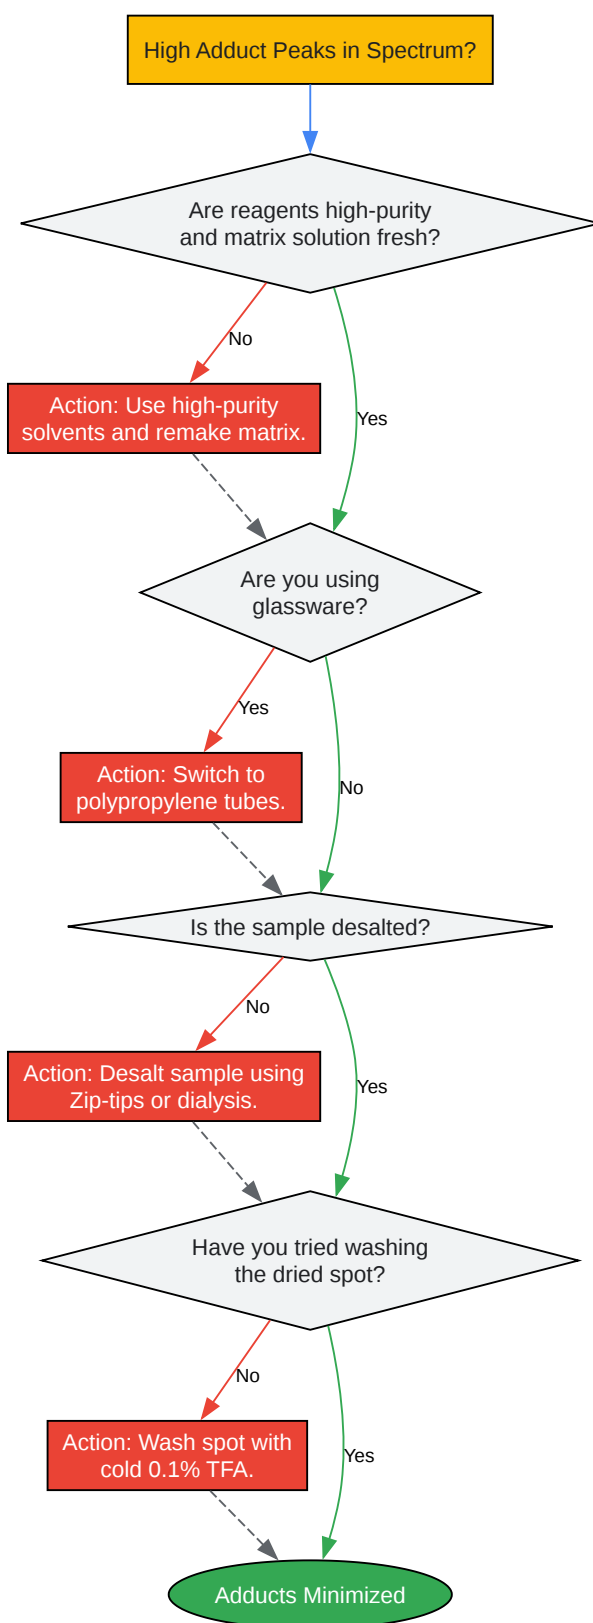 High Adduct Peaks in Spectrum?
Are reagents high-purity
and matrix solution fresh?
No
Action: Use high-purity
solvents and remake matrix.
Yes
Are you using
glassware?
Yes
Action: Switch to
polypropylene tubes.
No
Is the sample desalted?
No
Action: Desalt sample using
Zip-tips or dialysis.
Yes
Have you tried washing
the dried spot?
No
Action: Wash spot with
cold 0.1% TFA.
Yes
Adducts Minimized